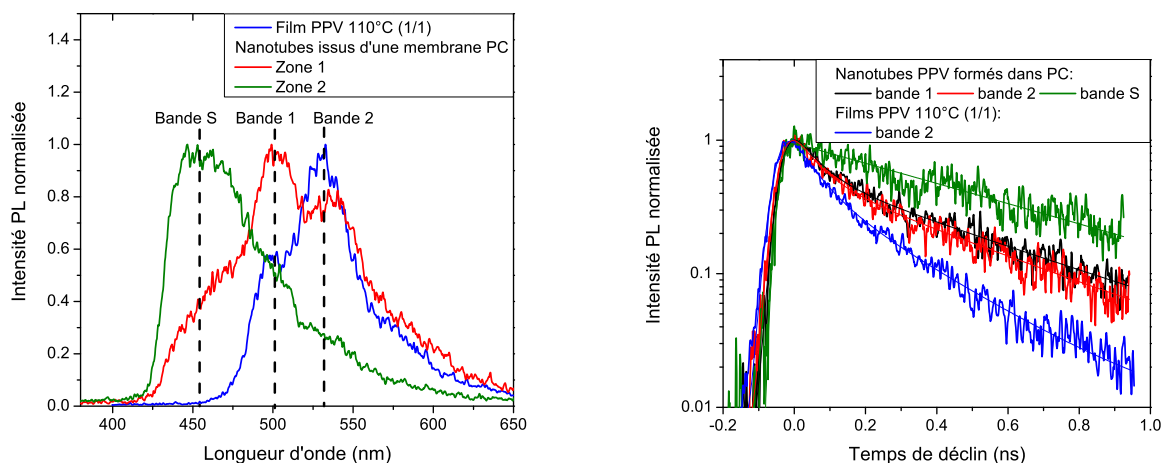 Film PPV 110°C (1/1)
Nanotubes issus d'une membrane PC
Zone 1
Zone 2
Bande S
Bande 1
Bande 2
1.4
1.2
1.0
0.8
0.6
0.4
0.2
0.0
400
450
500
550
600
650
Intensité PL normalisée
Longueur d'onde (nm)
Nanotubes PPV formés dans PC:
bande 1 bande 2 bande S
Films PPV 110°C (1/1):
bande 2
1
0.1
0.01
-0.2
0.0
0.2
0.4
0.6
0.8
1.0
Intensité PL normalisée
Temps de déclin (ns)